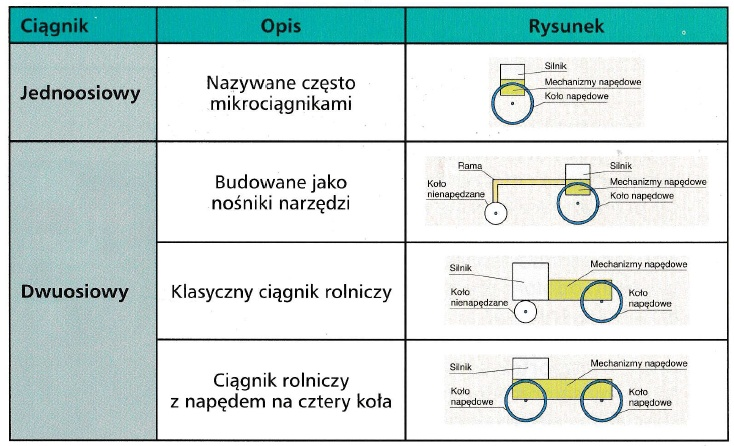 Ciągnik Opis Rysunek
Jednoosiowy
Nazywane często
mikrociągnikami
Silnik
Mechanizmy napędowe
Koło napędowe
Dwuosiowy
Budowane jako
nośniki narzędzi
Rama
Koło
nienapędzane
Silnik
Mechanizmy napędowe
Koło napędowe
Klasyczny ciągnik rolniczy
Silnik
Koło
nienapędzane
Mechanizmy napędowe
Koło
napędowe
Ciągnik rolniczy
z napędem na cztery koła
Silnik
Koło
napędowe
Mechanizmy napędowe
Koło
napędowe